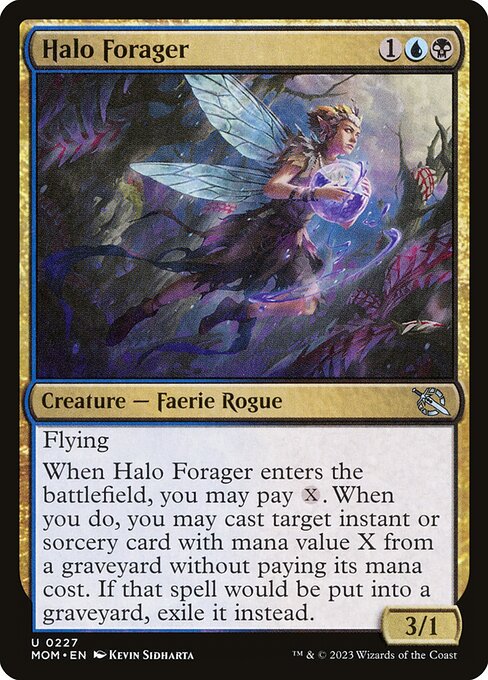 Halo Forager 1
Creature — Faerie Rogue
Flying
When Halo Forager enters the
battlefield, you may pay X. When
you do, you may cast target instant or
sorcery card with mana value X from
a graveyard without paying its mana
cost. If that spell would be put into a
graveyard, exile it instead.
3/1
U 0227
MOM • EN Kevin Sidharta
™ & © 2023 Wizards of the Coast